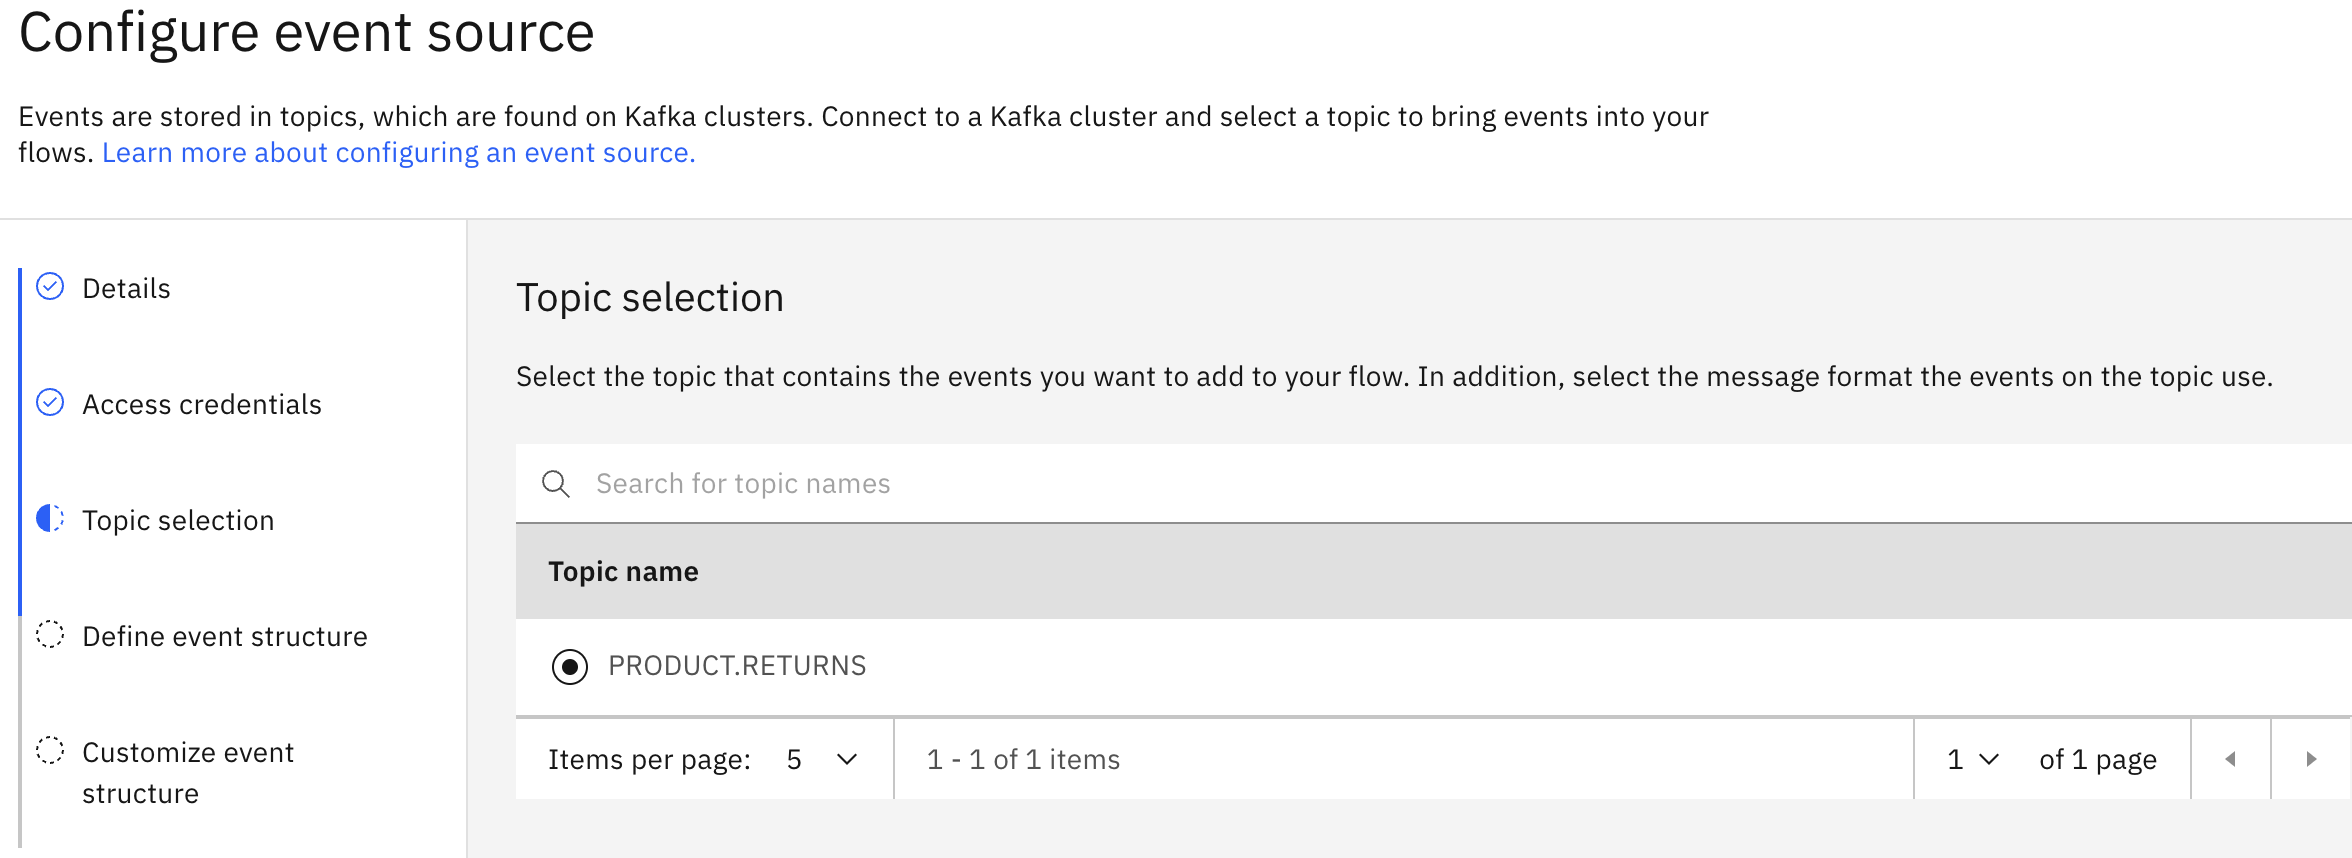 Configure event source
Events are stored in topics, which are found on Kafka clusters. Connect to a Kafka cluster and select a topic to bring events into your
flows. Learn more about configuring an event source.
Details
Access credentials
Topic selection
Define event structure
Customize event
structure
Topic selection
Select the topic that contains the events you want to add to your flow. In addition, select the message format the events on the topic use.
Search for topic names
Topic name
PRODUCT.RETURNS
Items per page: 5 1 - 1 of 1 items 1 of 1 page